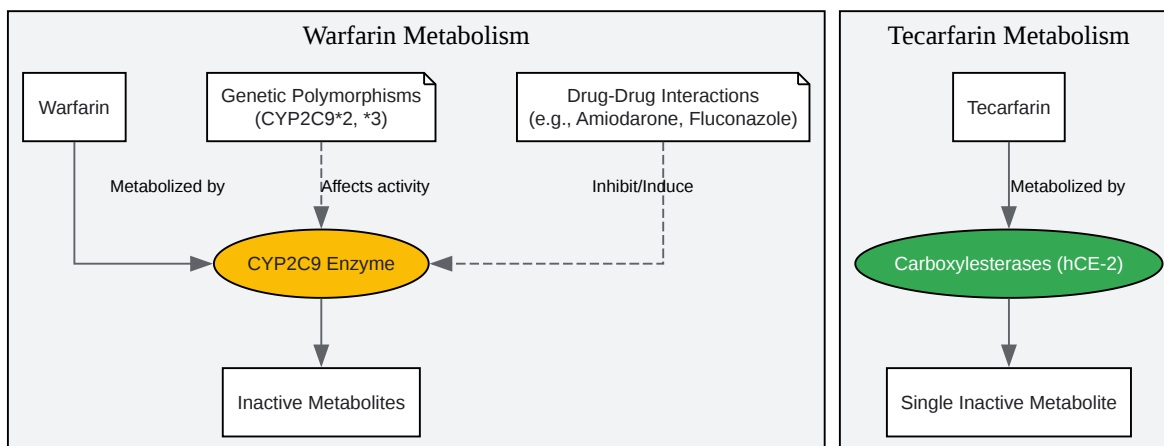 Warfarin Metabolism
Warfarin
Genetic Polymorphisms
(CYP2C9*2, *3)
Drug-Drug Interactions
(e.g., Amiodarone, Fluconazole)
Metabolized by
Affects activity
Inhibit/Induce
CYP2C9 Enzyme
Inactive Metabolites
Tecarfarin Metabolism
Tecarfarin
Metabolized by
Carboxylesterases (hCE-2)
Single Inactive Metabolite